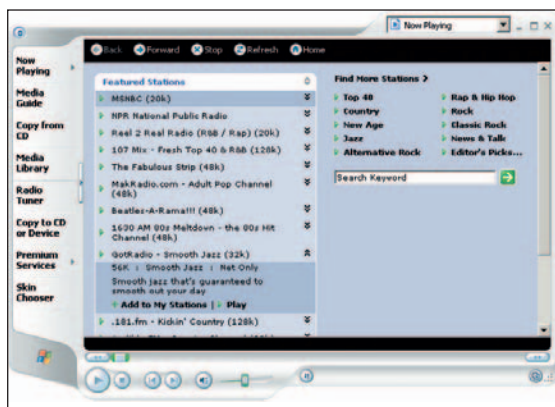 Now Playing
Back Forward Stop Refresh Home
Now
Playing
Media
Guide
Copy from
CD
Media
Library
Radio
Tuner
Copy to CD
or Device
Premium
Services
Skin
Chooser
Featured Stations
MSNBC (20k)
NPR National Public Radio
Reel 2 Reel Radio (R&B / Rap) (20k)
107 Mix - Fresh Top 40 & R&B (128k)
The Fabulous Strip (48k)
MakRadio.com - Adult Pop Channel
(48k)
Beatles-A-Rama!!! (48k)
1630 AM 80s Meltdown - the 80s Hit
Channel (48k)
GotRadio - Smooth Jazz (32k)
56K : Smooth Jazz : Net Only
Smooth jazz that's guaranteed to
smooth out your day
Add to My Stations | Play
.181.fm - Kickin' Country (128k)
Find More Stations
Top 40
Country
New Age
Jazz
Alternative Rock
Rap & Hip Hop
Rock
Classic Rock
News & Talk
Editor's Picks...
Search Keyword